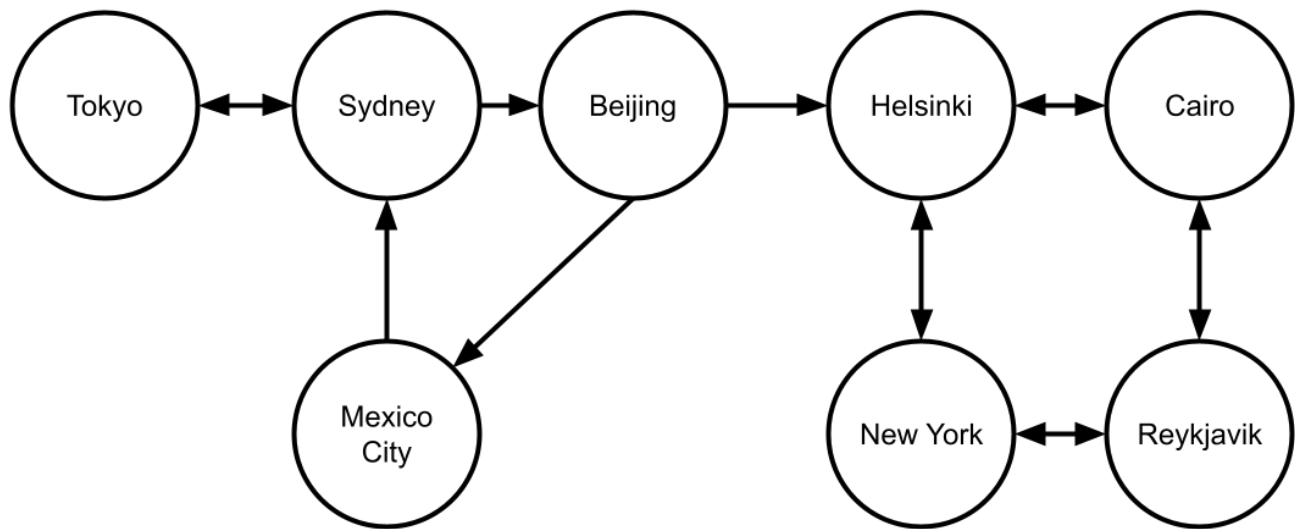 Tokyo
Sydney
Beijing
Helsinki
Cairo
Mexico
City
New York
Reykjavik